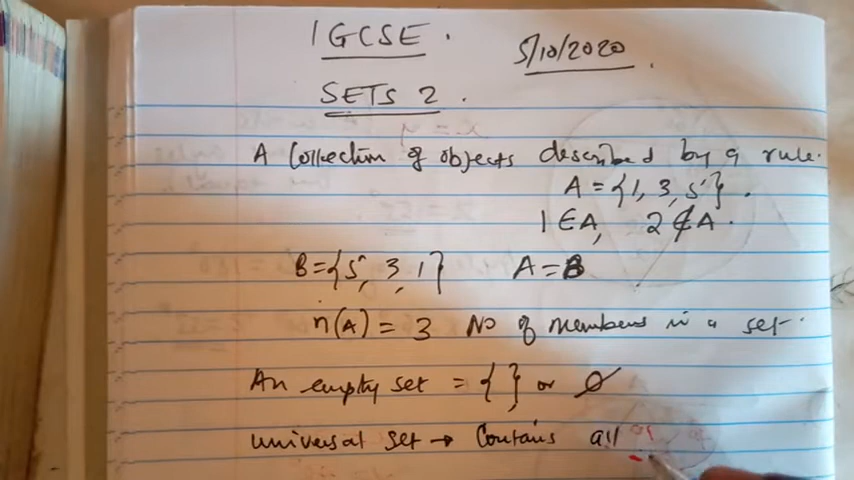 IGCSE.
5/10/2020.
SETS 2.
A Collection of objects described by a rule.
A = {1, 3, 5}.
1 ∈ A, 2 ∉ A.
B = {5, 3, 1} A = B
n(A) = 3 No of members in a set.
An empty set = { } or Ø
universal set → Contains all